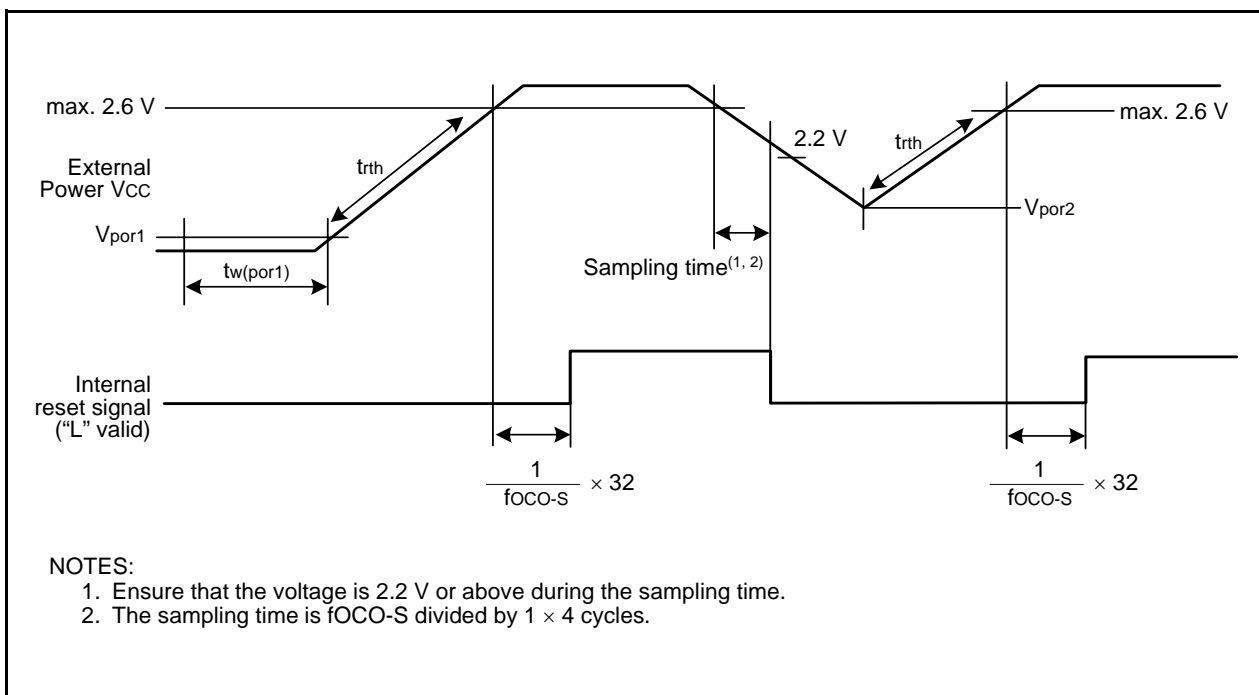 max. 2.6 V
2.2 V
max. 2.6 V
trth
trth
External
Power VCC
Vpor1
Vpor2
tw(por1)
Sampling time(1, 2)
Internal
reset signal
(“L” valid)
1
fOCO-S
× 32
1
fOCO-S
× 32
NOTES:
1. Ensure that the voltage is 2.2 V or above during the sampling time.
2. The sampling time is fOCO-S divided by 1 × 4 cycles.